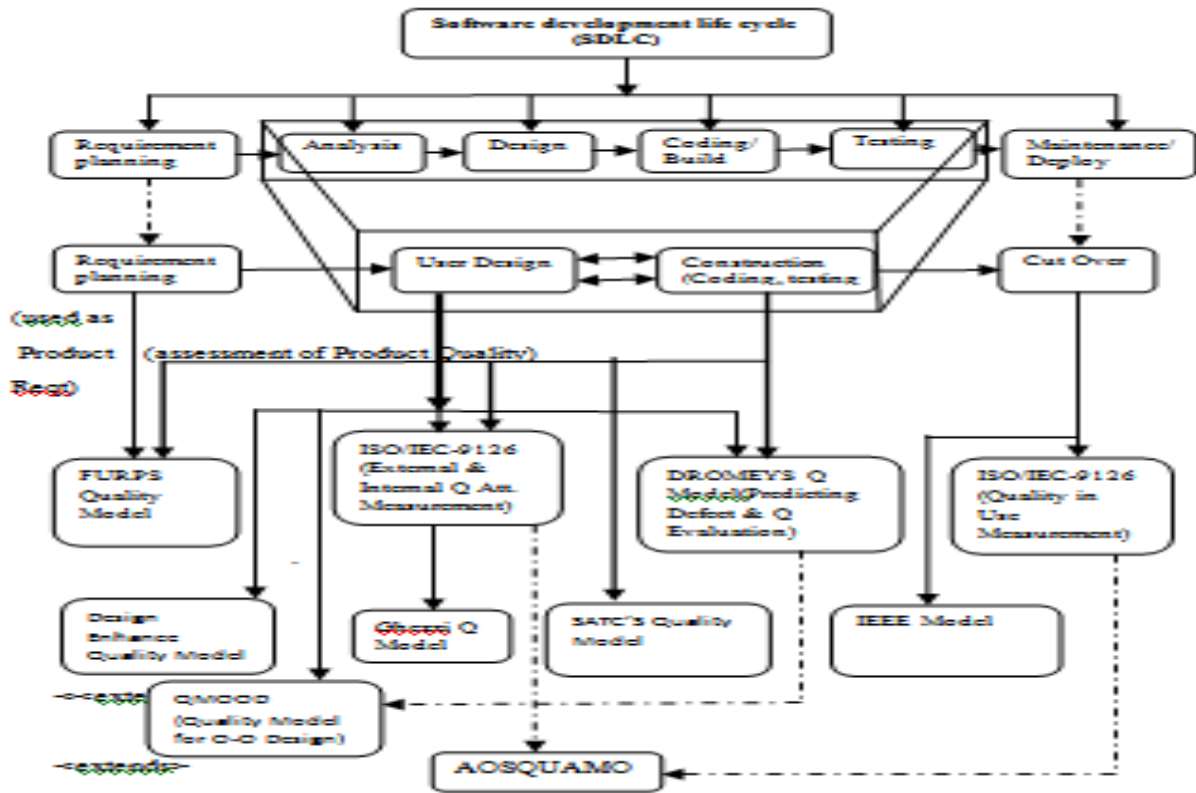 Software development life cycle
(SDLC)
Requirement
planning
Analysis
Design
Coding/
Build
Testing
Maintenance/
Deploy
Requirement
planning
User Design
Construction
(Coding, testing
Cut Over
(used as
Product (assessment of Product Quality)
Reqt)
FURPS
Quality
Model
ISO/IEC-9126
(External &
Internal Q Att.
Measurement)
DROMEYS Q
Model(Predicting
Defect & Q
Evaluation)
ISO/IEC-9126
(Quality in
Use
Measurement)
Design
Enhance
Quality Model
Q
Model
SATC'S Quality
Model
IEEE Model
QMOOD
(Quality Model
for O-O Design)
<extends>
AOSQUAMO